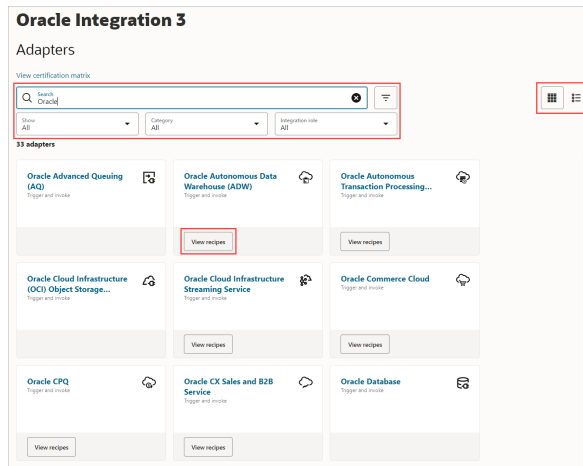 Oracle Integration 3
Adapters
View certification matrix
Search
Oracle
Show
All
Category
All
Integration role
All
33 adapters
Oracle Advanced Queuing
(AQ)
Trigger and invoke
Oracle Autonomous Data
Warehouse (ADW)
Trigger and invoke
View recipes
Oracle Autonomous
Transaction Processing...
Trigger and invoke
View recipes
Oracle Cloud Infrastructure
(OCI) Object Storage...
Trigger and invoke
Oracle Cloud Infrastructure
Streaming Service
Trigger and invoke
View recipes
Oracle Commerce Cloud
Trigger and invoke
View recipes
Oracle CPQ
Trigger and invoke
View recipes
Oracle CX Sales and B2B
Service
Trigger and invoke
View recipes
Oracle Database
Trigger and invoke